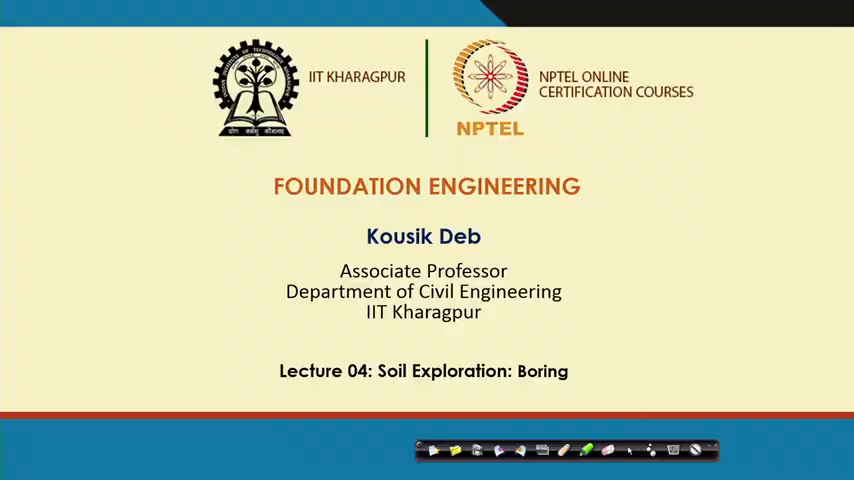 IIT KHARAGPUR
NPTEL ONLINE
CERTIFICATION COURSES
NPTEL
FOUNDATION ENGINEERING
Kousik Deb
Associate Professor
Department of Civil Engineering
IIT Kharagpur
Lecture 04: Soil Exploration: Boring